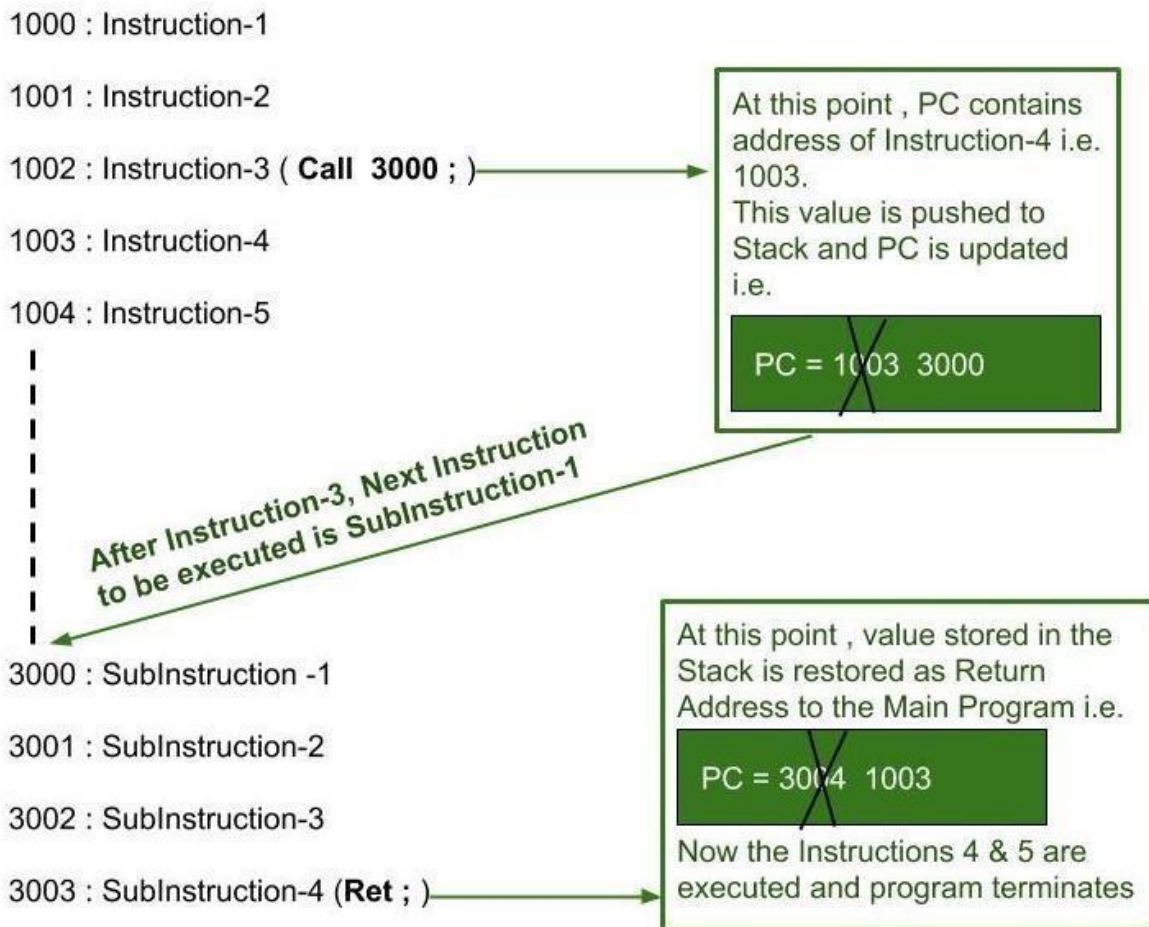 1000 : Instruction-1
1001 : Instruction-2
1002 : Instruction-3 ( Call 3000 ; )
1003 : Instruction-4
1004 : Instruction-5
At this point , PC contains
address of Instruction-4 i.e.
1003.
This value is pushed to
Stack and PC is updated
i.e.
PC = 1003 3000
After Instruction-3, Next Instruction
to be executed is SubInstruction-1
3000 : SubInstruction -1
3001 : SubInstruction-2
3002 : SubInstruction-3
3003 : SubInstruction-4 (Ret ; )
At this point , value stored in the
Stack is restored as Return
Address to the Main Program i.e.
PC = 3004 1003
Now the Instructions 4 & 5 are
executed and program terminates